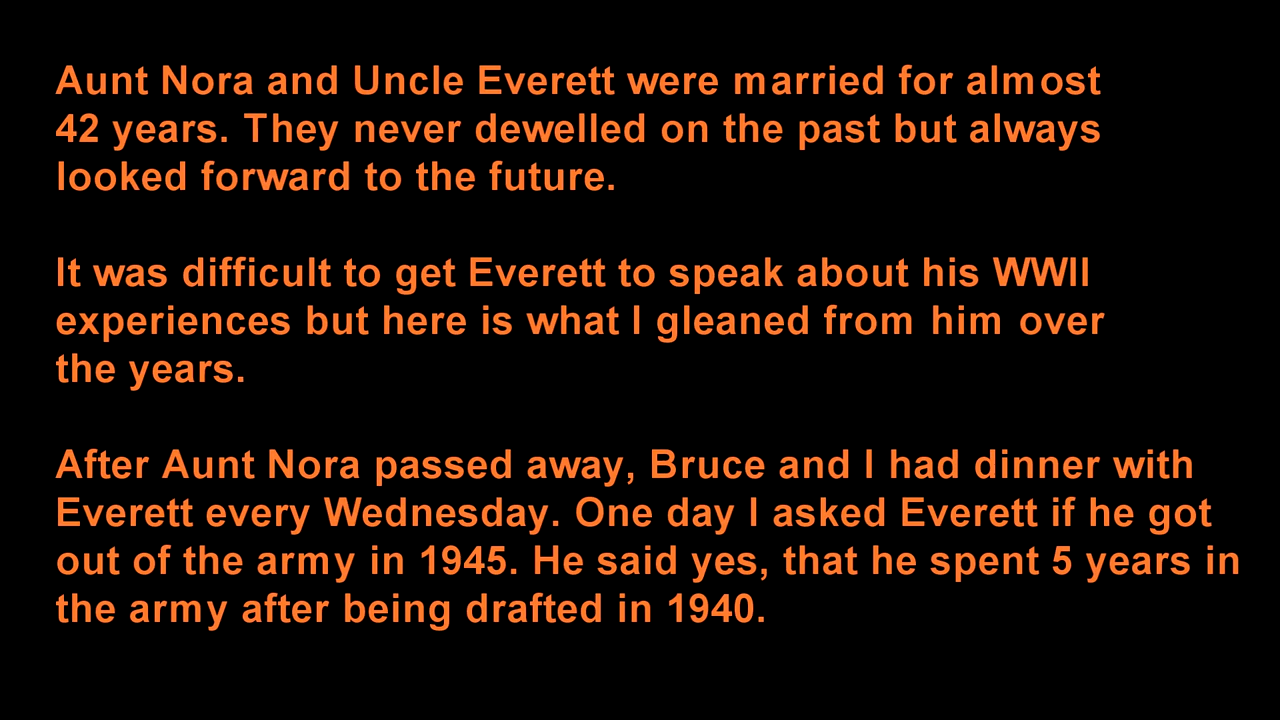 Aunt Nora and Uncle Everett were married for almost
42 years. They never dewelled on the past but always
looked forward to the future.
It was difficult to get Everett to speak about his WWII
experiences but here is what I gleaned from him over
the years.
After Aunt Nora passed away, Bruce and I had dinner with
Everett every Wednesday. One day I asked Everett if he got
out of the army in 1945. He said yes, that he spent 5 years in
the army after being drafted in 1940.